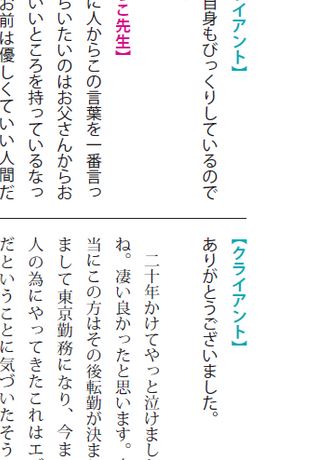 イアント】
自身もびっくりしているので
こ先生】
に人からこの言葉を一番言っ
らいたいのはお父さんからお
いいところを持っているなっ
お前は優しくていい人間だ
【クライアント】
ありがとうございました。
二十年かけてやっと泣けまし
ね。凄い良かったと思います。
当にこの方はその後転勤が決ま
まして東京勤務になり、今ま
人の為にやってきたこれはエ
だということに気づいたそう